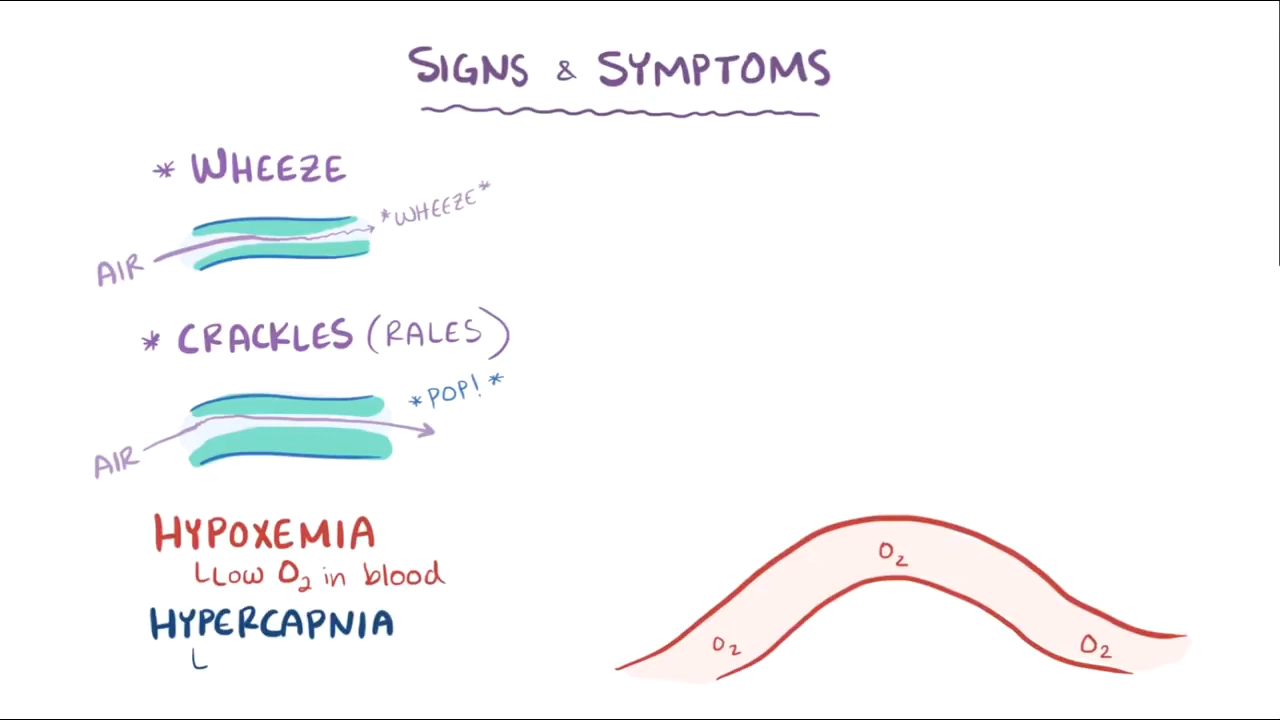 SIGNS & SYMPTOMS
* WHEEZE
*WHEEZE*
AIR
* CRACKLES (RALES)
*POP!*
AIR
HYPOXEMIA
LOW O2 in blood
HYPERCAPNIA
O2
O2
O2